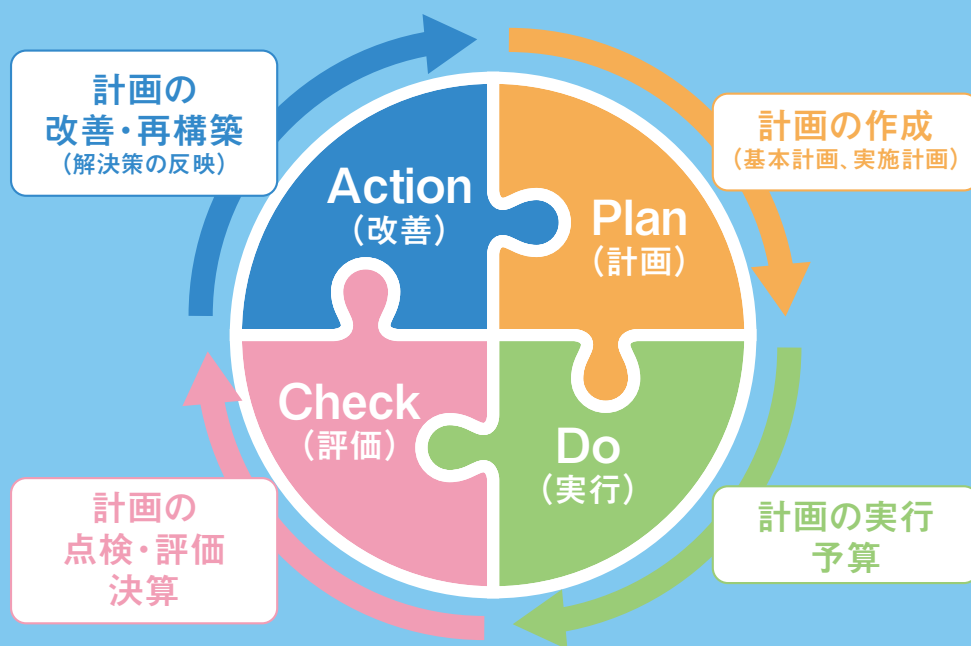 計画の
改善・再構築
（解決策の反映）
Action
（改善）
計画の作成
（基本計画、実施計画）
Plan
（計画）
Do
（実行）
計画の実行
予算
Check
（評価）
計画の
点検・評価
決算